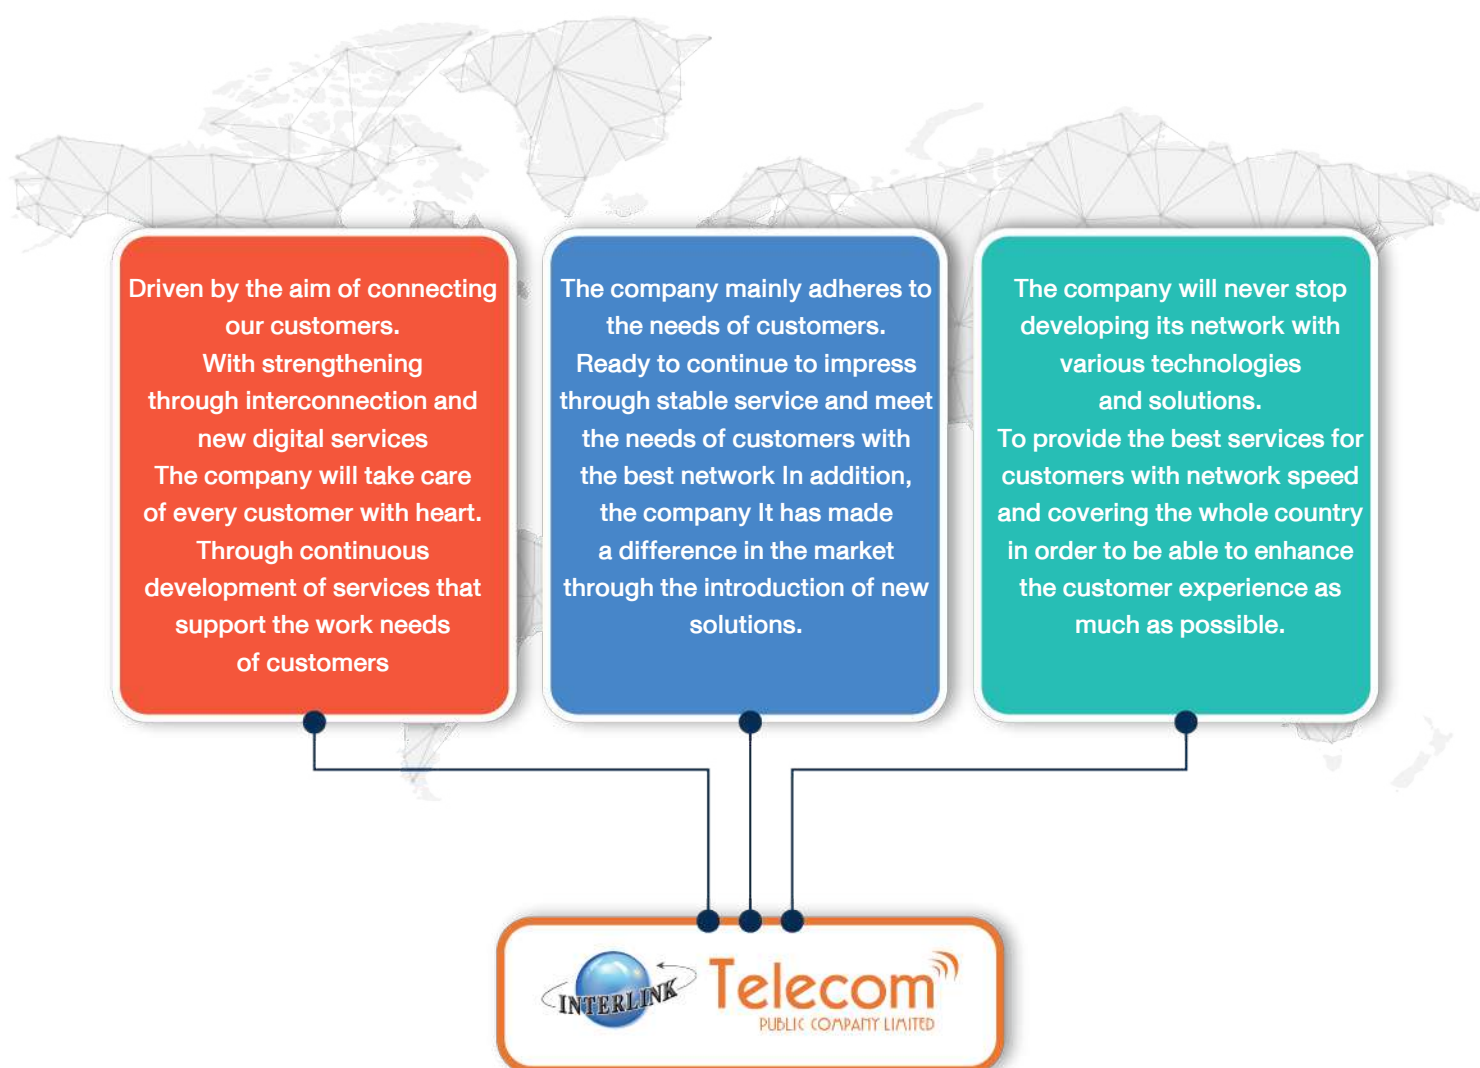 Driven by the aim of connecting
our customers.
With strengthening
through interconnection and
new digital services
The company will take care
of every customer with heart.
Through continuous
development of services that
support the work needs
of customers
The company mainly adheres to
the needs of customers.
Ready to continue to impress
through stable service and meet
the needs of customers with
the best network In addition,
the company It has made
a difference in the market
through the introduction of new
solutions.
The company will never stop
developing its network with
various technologies
and solutions.
To provide the best services for
customers with network speed
and covering the whole country
in order to be able to enhance
the customer experience as
much as possible.
INTERLINK
Telecom
PUBLIC COMPANY LIMITED